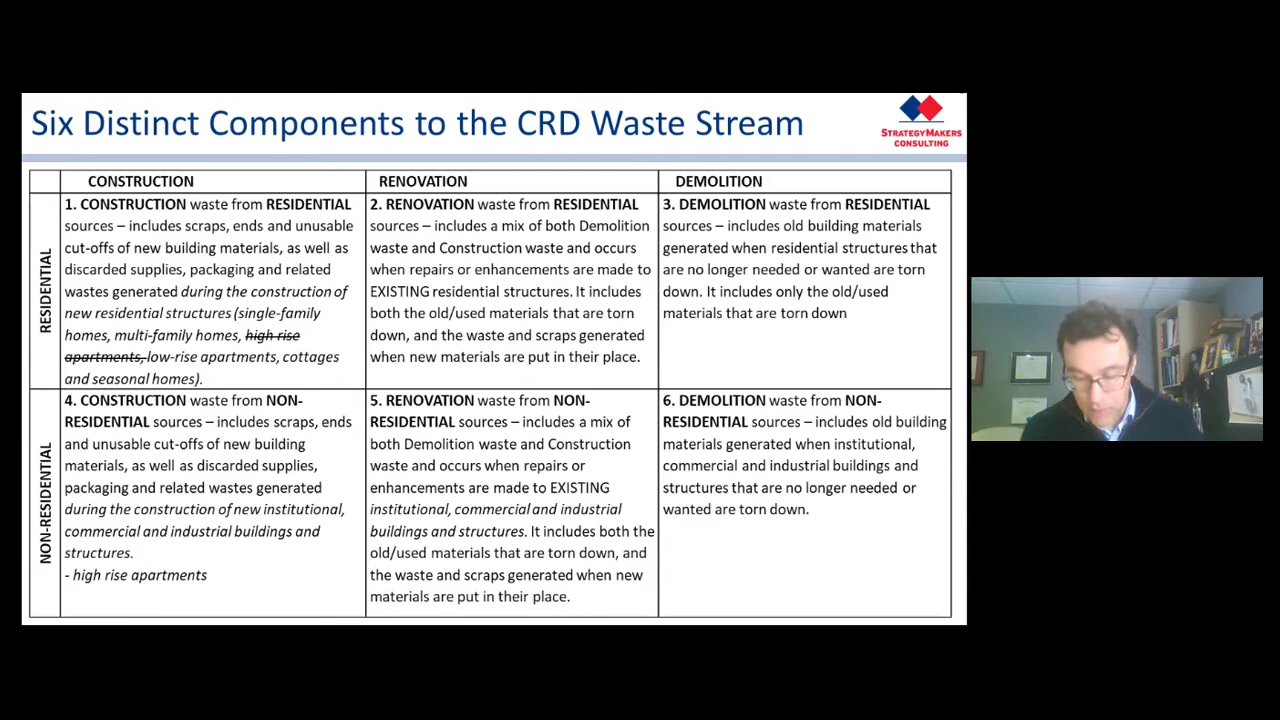 Six Distinct Components to the CRD Waste Stream
STRATEGYMAKERS
CONSULTING
CONSTRUCTION
RENOVATION
DEMOLITION
RESIDENTIAL
1. CONSTRUCTION waste from RESIDENTIAL
sources – includes scraps, ends and unusable
cut-offs of new building materials, as well as
discarded supplies, packaging and related
wastes generated during the construction of
new residential structures (single-family
homes, multi-family homes, high rise
apartments, low-rise apartments, cottages
and seasonal homes).
2. RENOVATION waste from RESIDENTIAL
sources – includes a mix of both Demolition
waste and Construction waste and occurs
when repairs or enhancements are made to
EXISTING residential structures. It includes
both the old/used materials that are torn
down, and the waste and scraps generated
when new materials are put in their place.
3. DEMOLITION waste from RESIDENTIAL
sources – includes old building materials
generated when residential structures that
are no longer needed or wanted are torn
down. It includes only the old/used
materials that are torn down
NON-RESIDENTIAL
4. CONSTRUCTION waste from NON-
RESIDENTIAL sources – includes scraps, ends
and unusable cut-offs of new building
materials, as well as discarded supplies,
packaging and related wastes generated
during the construction of new institutional,
commercial and industrial buildings and
structures.
- high rise apartments
5. RENOVATION waste from NON-
RESIDENTIAL sources – includes a mix of
both Demolition waste and Construction
waste and occurs when repairs or
enhancements are made to EXISTING
institutional, commercial and industrial
buildings and structures. It includes both the
old/used materials that are torn down, and
the waste and scraps generated when new
materials are put in their place.
6. DEMOLITION waste from NON-
RESIDENTIAL sources – includes old building
materials generated when institutional,
commercial and industrial buildings and
structures that are no longer needed or
wanted are torn down.